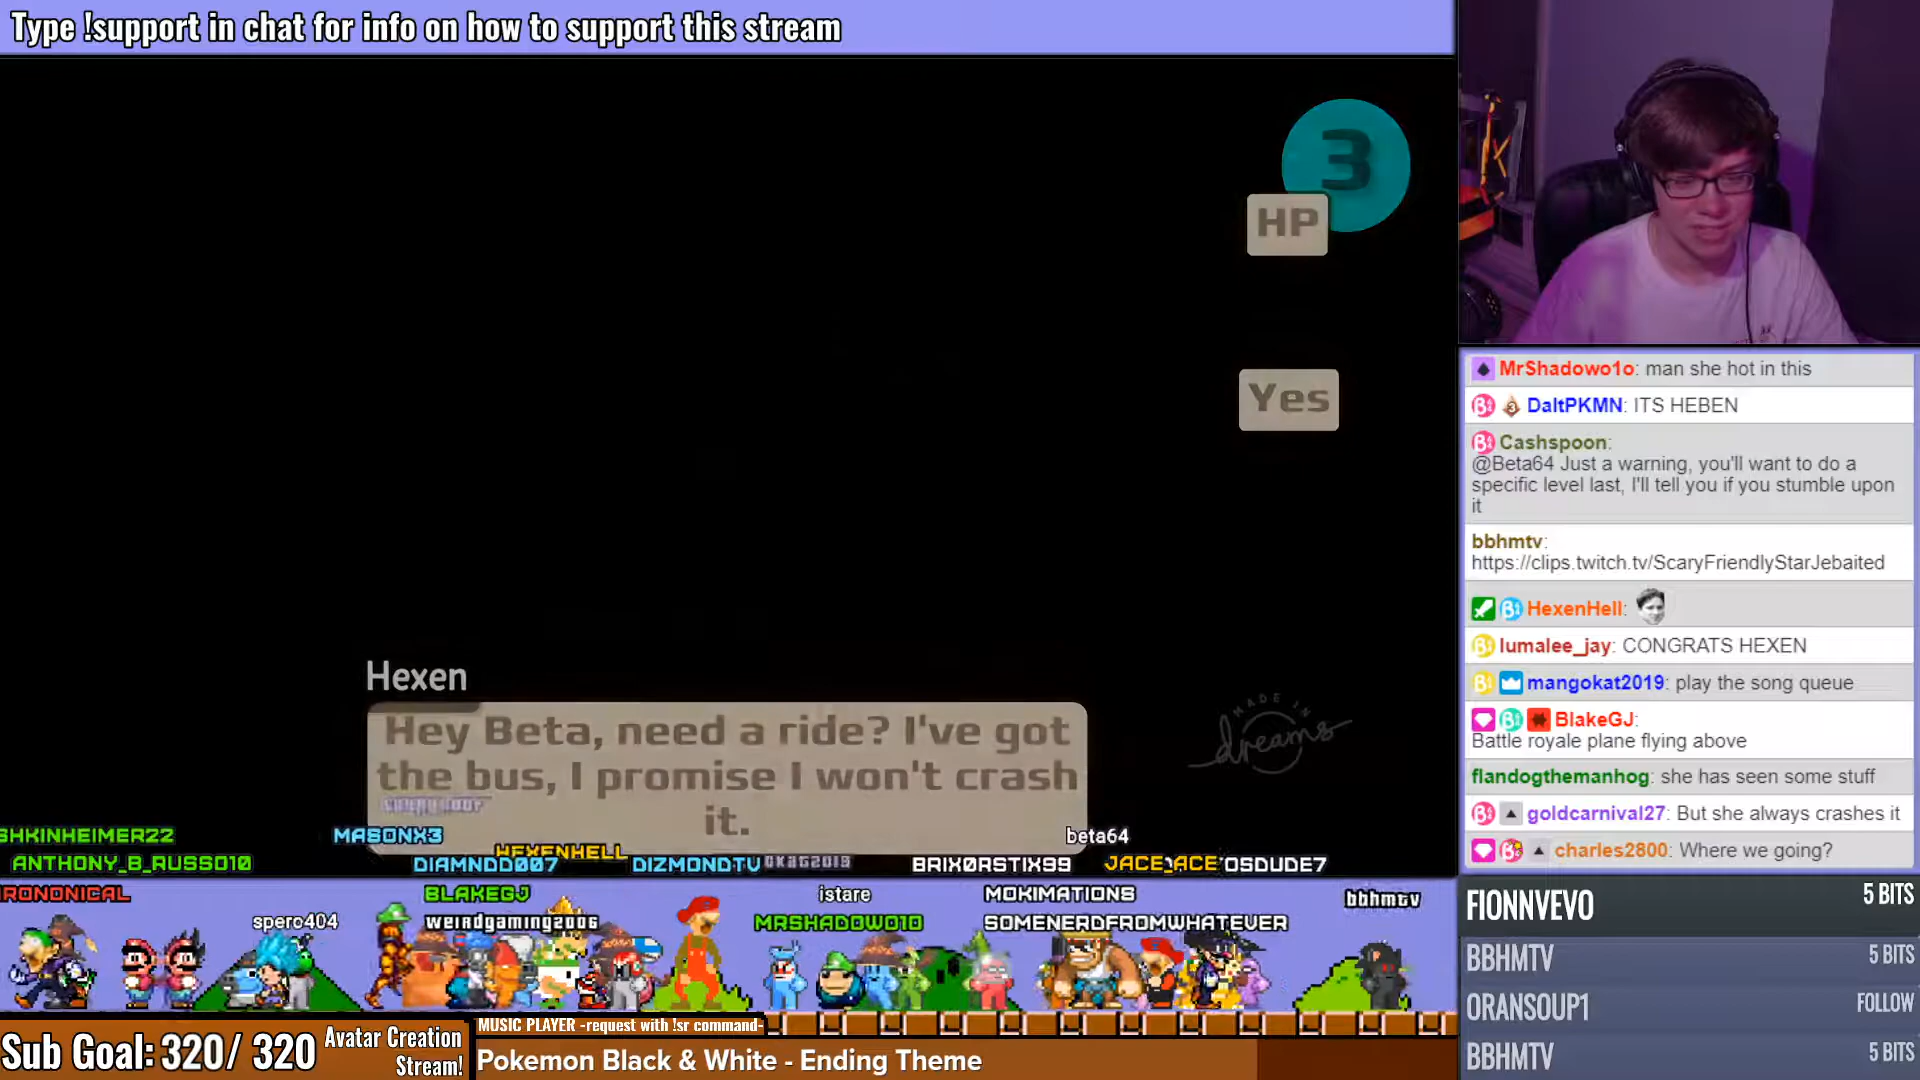 Type !support in chat for info on how to support this stream
3
HP
Yes
Hexen
Hey Beta, need a ride? I've got
the bus, I promise I won't crash
it.
MADE IN
dreams
MrShadowo1o: man she hot in this
DaltPKMN: ITS HEBEN
Cashspoon:
@Beta64 Just a warning, you'll want to do a
specific level last, I'll tell you if you stumble upon
it
bbhmtv:
https://clips.twitch.tv/ScaryFriendlyStarJebaited
HexenHell:
lumalee_jay: CONGRATS HEXEN
mangokat2019: play the song queue
BlakeGJ:
Battle royale plane flying above
flandogthemanhog: she has seen some stuff
goldcarnival27: But she always crashes it
charles2800: Where we going?
SHKINHEIMER22
MASONX3
beta64
ANTHONY_B_RUSSO10
HEXENHELL
DIAMNDD007
DIZMONDTV
OKAT2019
BRIXØRSTIX99
JACE_ACE
OSDUDE7
IRONONICAL
BLAKEGJ
istare
MOKIMATIONS
bbhmtv
spero404
weirdgaming2006
MRSHADOWO1O
SOMENERDFROMWHATEVER
FIONNVEVO 5 BITS
BBHMTV 5 BITS
ORANSOUP1 FOLLOW
BBHMTV 5 BITS
Sub Goal: 320/ 320
Avatar Creation
Stream!
MUSIC PLAYER -request with !sr command-
Pokemon Black & White - Ending Theme